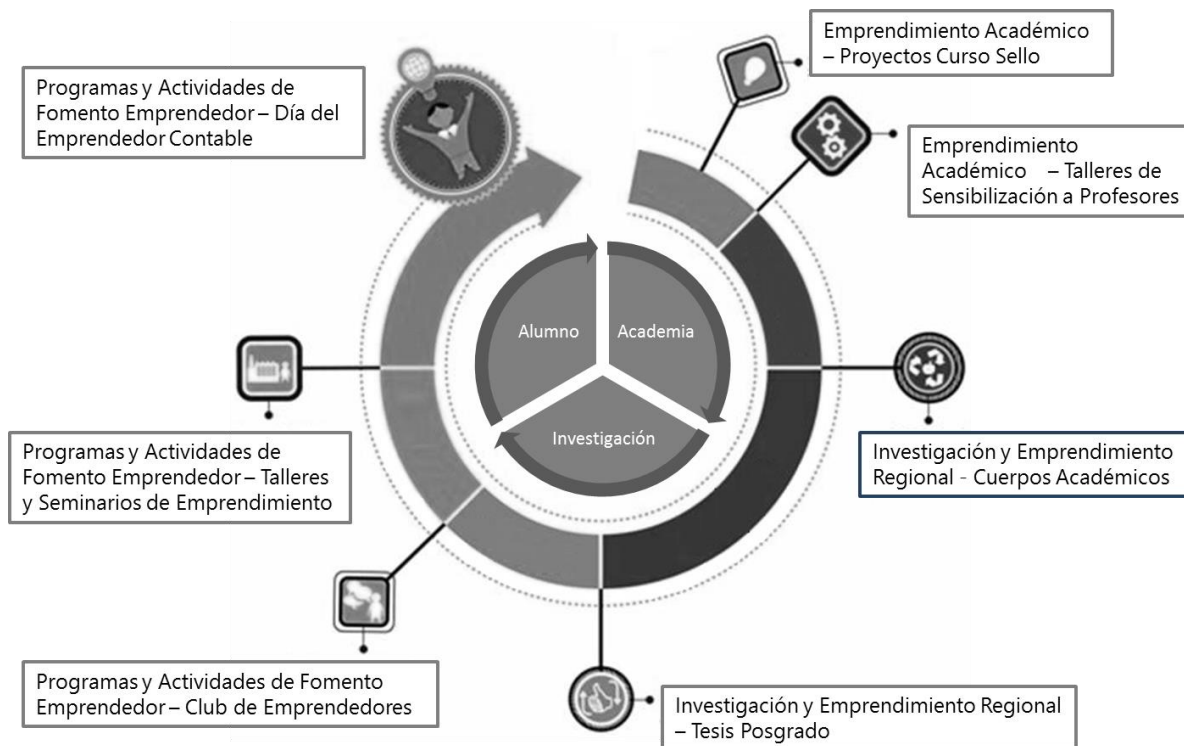 Emprendimiento Académico
– Proyectos Curso Sello
Programas y Actividades de
Fomento Emprendedor – Día del
Emprendedor Contable
Emprendimiento
Académico – Talleres de
Sensibilización a Profesores
Alumno
Academia
Investigación
Programas y Actividades de
Fomento Emprendedor – Talleres
y Seminarios de Emprendimiento
Investigación y Emprendimiento
Regional - Cuerpos Académicos
Programas y Actividades de Fomento
Emprendedor – Club de Emprendedores
Investigación y Emprendimiento Regional
– Tesis Posgrado